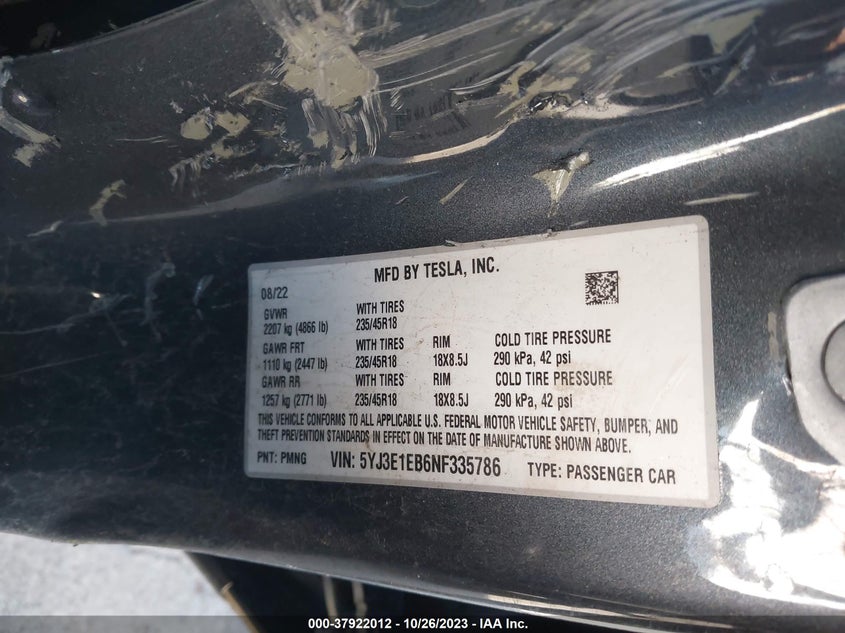 MFD BY TESLA, INC.
08/22
GVWR WITH TIRES
2207 kg (4866 lb) 235/45R18
GAWR FRT WITH TIRES RIM COLD TIRE PRESSURE
1110 kg (2447 lb) 235/45R18 18X8.5J 290 kPa, 42 psi
GAWR RR WITH TIRES RIM COLD TIRE PRESSURE
1257 kg (2771 lb) 235/45R18 18X8.5J 290 kPa, 42 psi
THIS VEHICLE CONFORMS TO ALL APPLICABLE U.S. FEDERAL MOTOR VEHICLE SAFETY, BUMPER, AND
THEFT PREVENTION STANDARDS IN EFFECT ON THE DATE OF MANUFACTURE SHOWN ABOVE.
PNT: PMNG VIN: 5YJ3E1EB6NF335786 TYPE: PASSENGER CAR
000-37922012 - 10/26/2023 - IAA Inc.